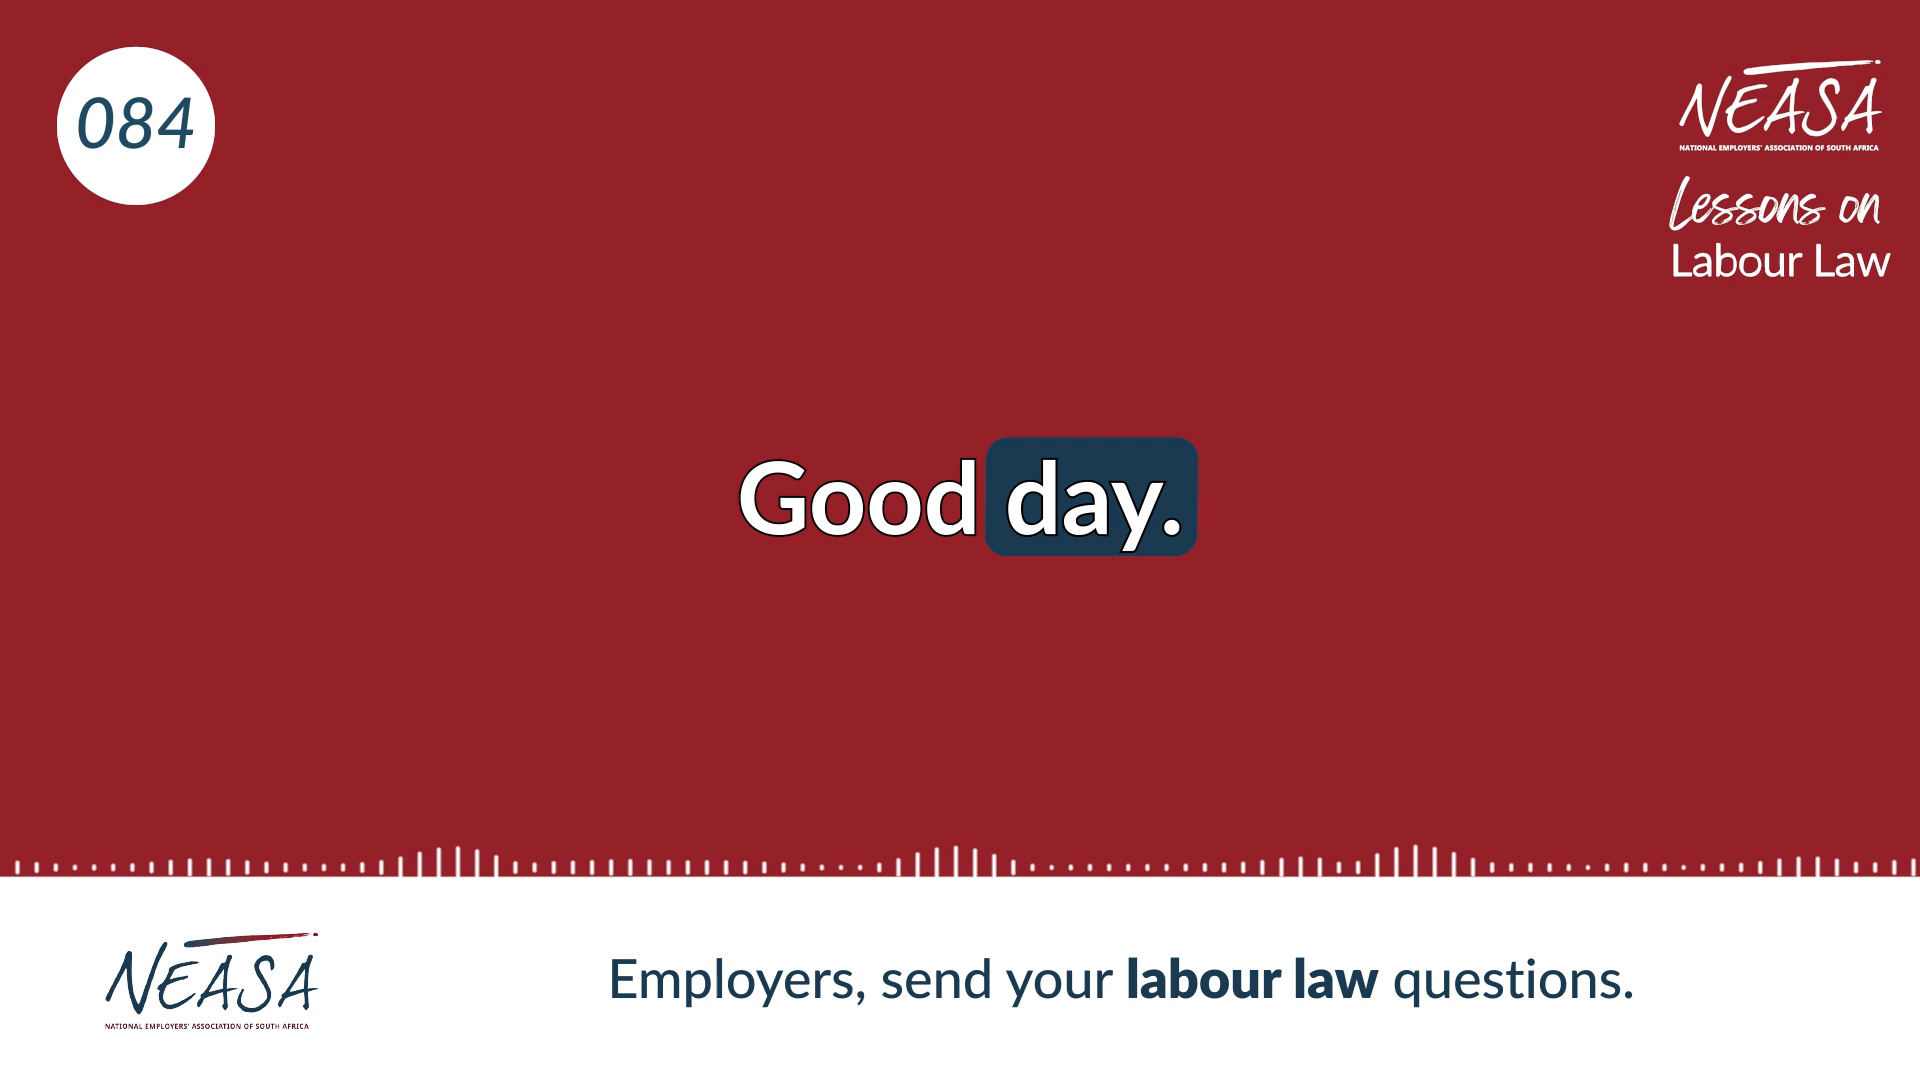 084
NEASA
NATIONAL EMPLOYERS' ASSOCIATION OF SOUTH AFRICA
Lessons on
Labour Law
Good day.
NEASA
NATIONAL EMPLOYERS' ASSOCIATION OF SOUTH AFRICA
Employers, send your labour law questions.